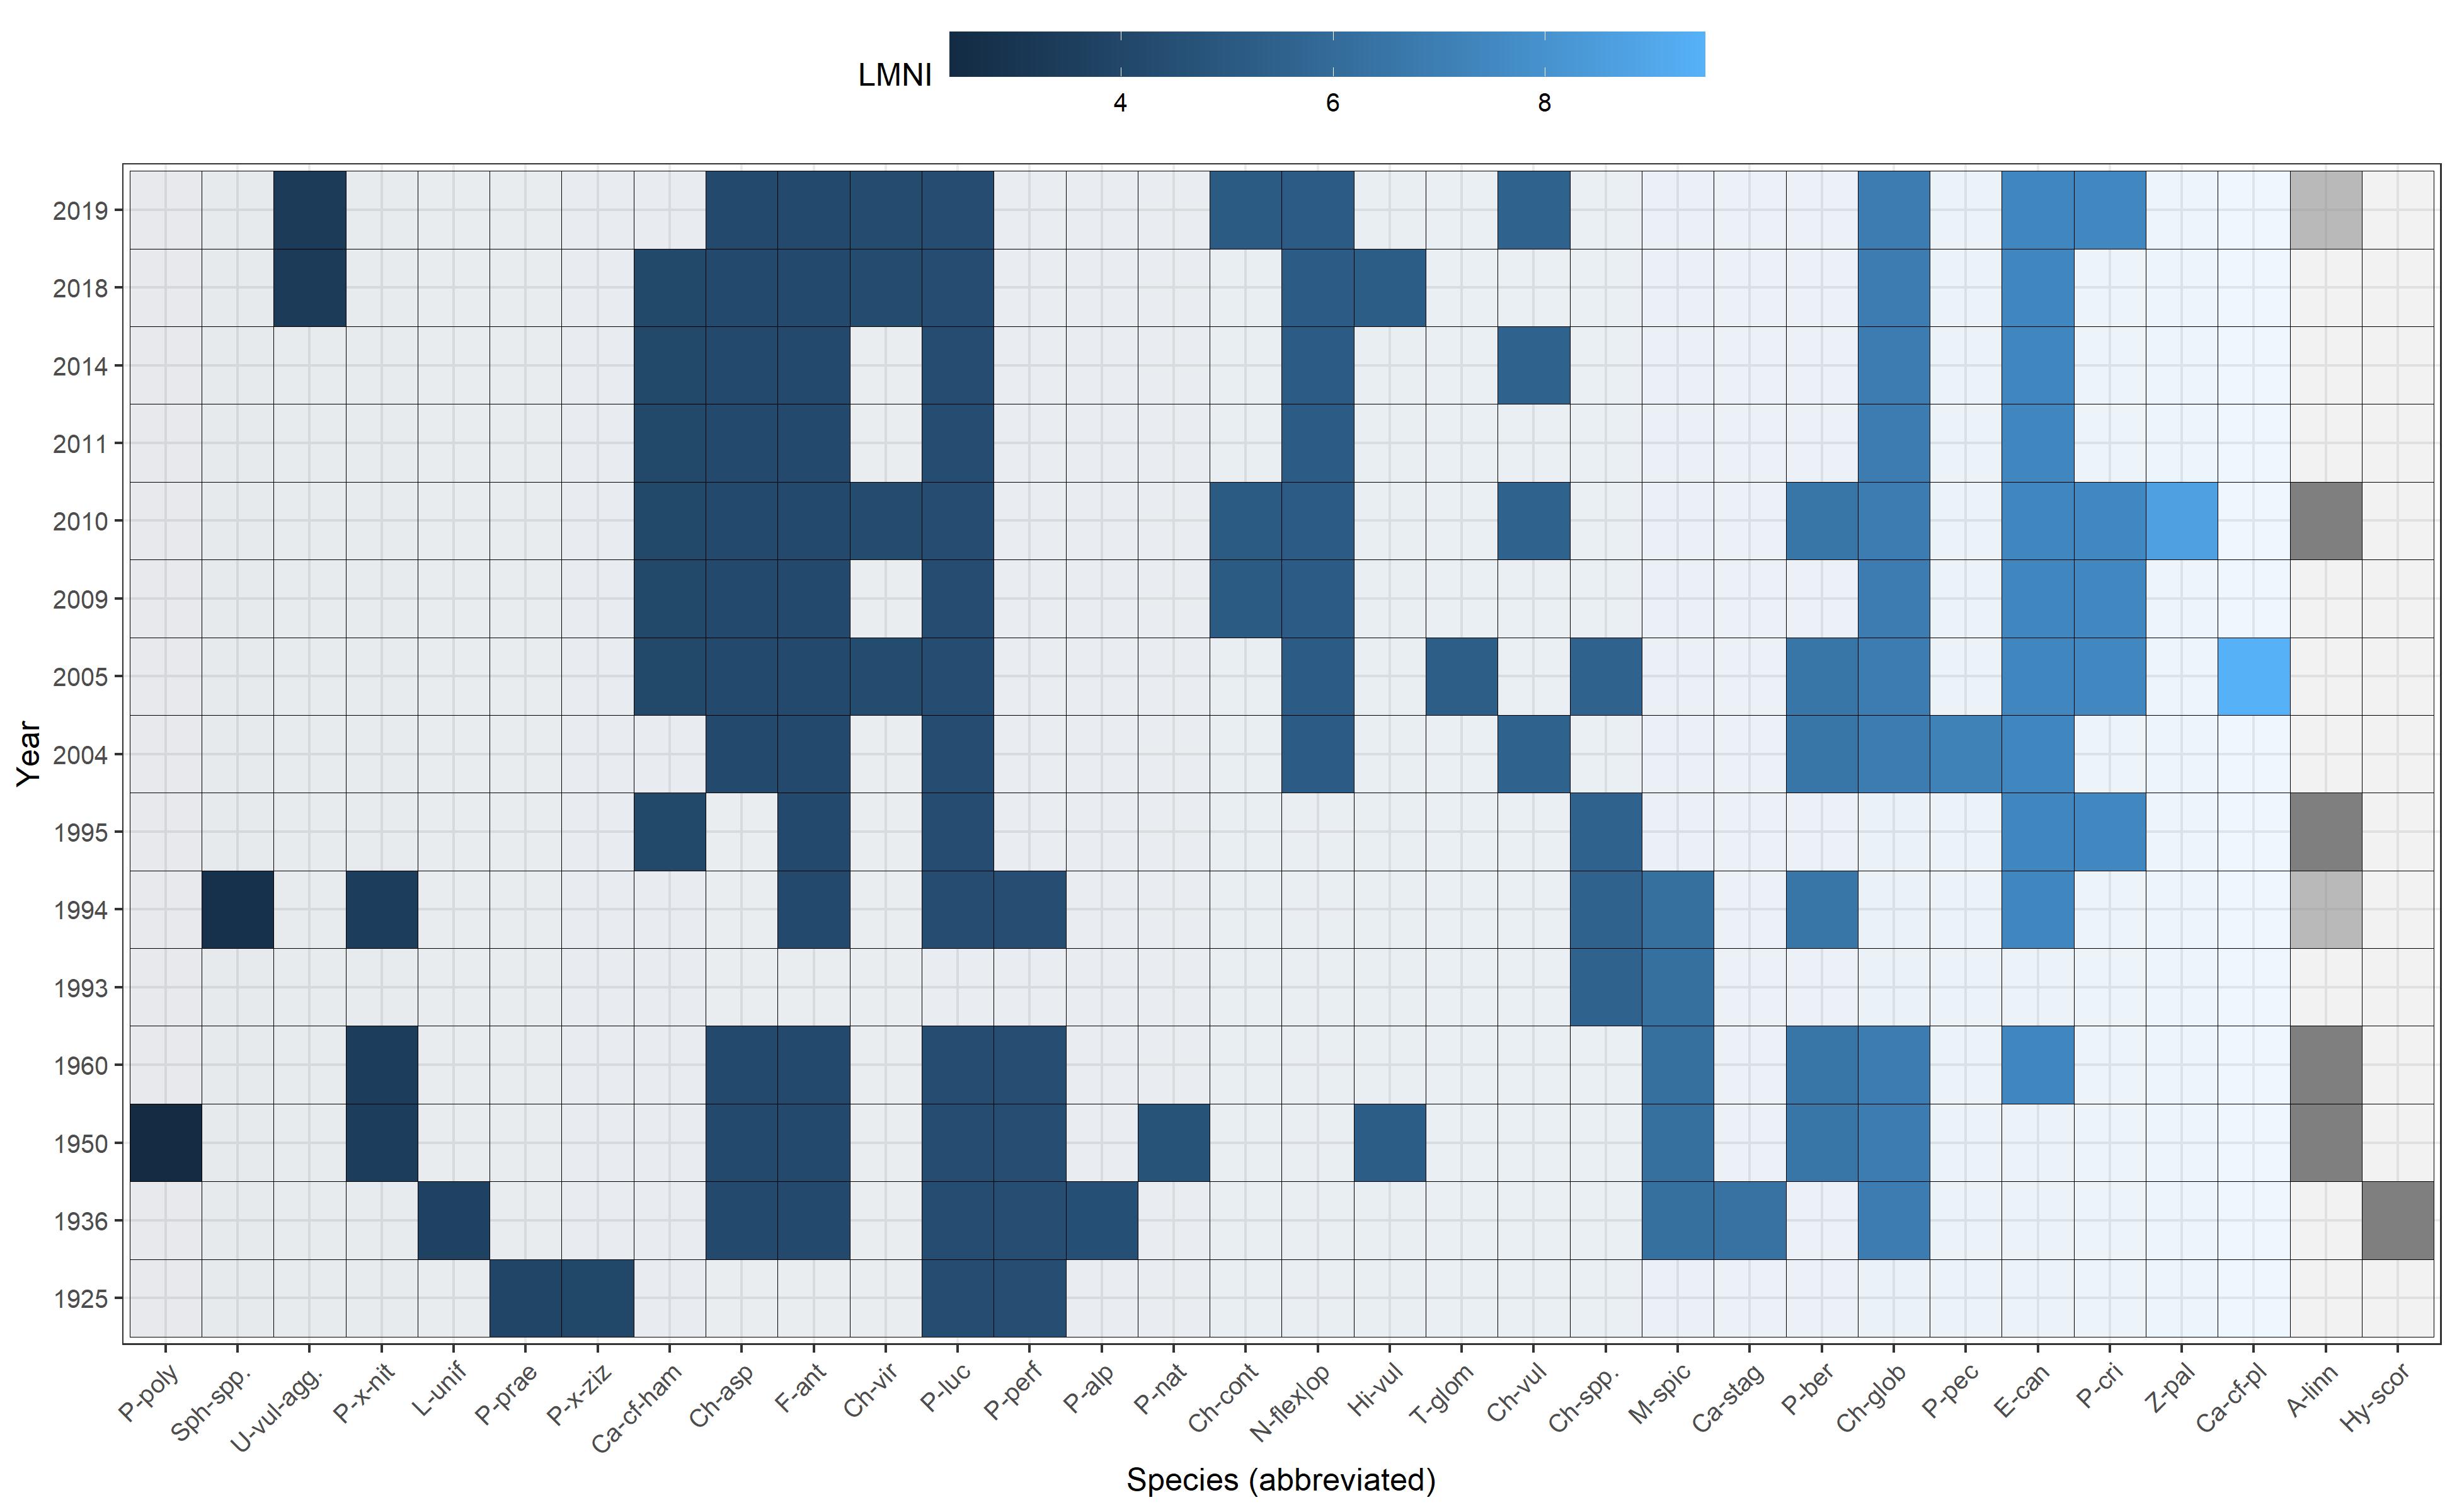 LMNI
4 6 8
Year
2019
2018
2014
2011
2010
2009
2005
2004
1995
1994
1993
1960
1950
1936
1925
P-poly
Sph-spp.
U-vul-agg.
P-x-nit
L-unif
P-prae
P-x-ziz
Ca-cf-ham
Ch-asp
F-ant
Ch-vir
P-luc
P-perf
P-alp
P-nat
Ch-cont
N-flex|op
Hi-vul
T-glom
Ch-vul
Ch-spp.
M-spic
Ca-stag
P-ber
Ch-glob
P-pec
E-can
P-cri
Z-pal
Ca-cf-pl
A-linn
Hy-scor
Species (abbreviated)